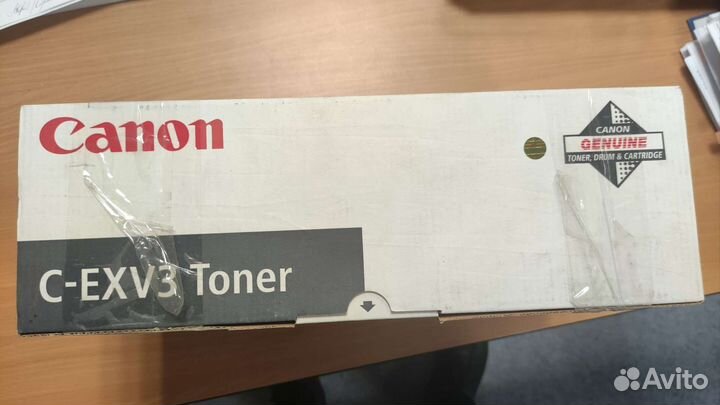 Canon
CANON
GENUINE
TONER, DRUM & CARTRIDGE
C-EXV3 Toner
Avito